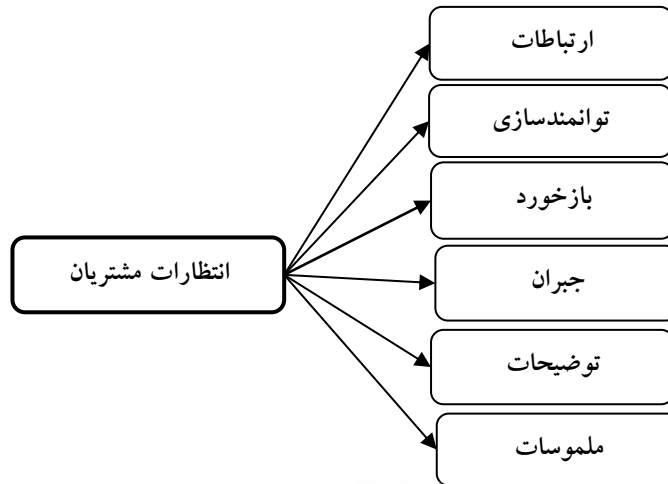 ارتباطات
توانمندسازی
بازخورد
انتظارات مشتریان
جبران
توضیحات
ملموسات